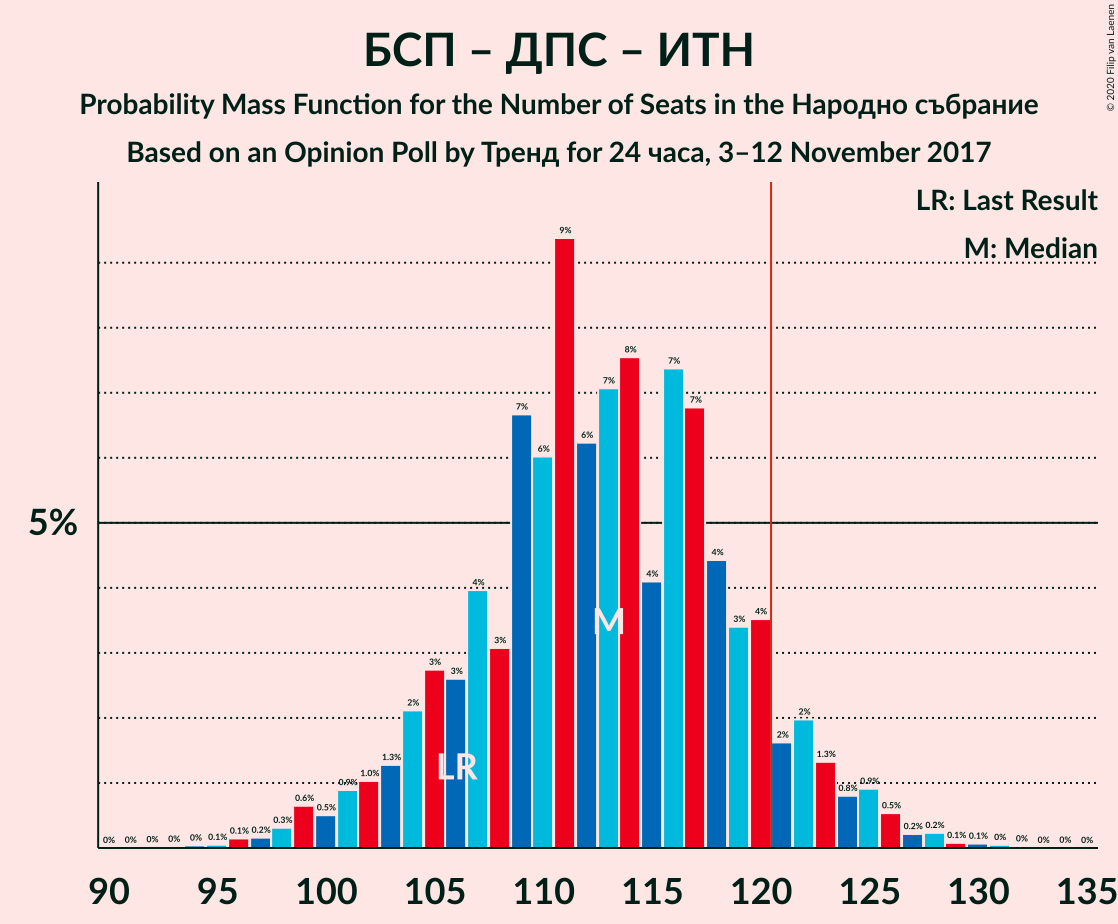 БСП – ДПС – ИТН
Probability Mass Function for the Number of Seats in the Народно събрание
Based on an Opinion Poll by Тренд for 24 часа, 3–12 November 2017
© 2020 Filip van Laenen
LR: Last Result
M: Median
5%
0% 0% 0% 0% 0% 0.1% 0.1% 0.2% 0.3% 0.6% 0.5% 0.9% 1.0% 1.3% 2% 3% 3% 4% 3% 7% 6% 9% 6% 7% 8% 4% 7% 7% 4% 3% 4% 2% 2% 1.3% 0.8% 0.9% 0.5% 0.2% 0.2% 0.1% 0.1% 0% 0% 0% 0% 0%
M
LR
90 95 100 105 110 115 120 125 130 135